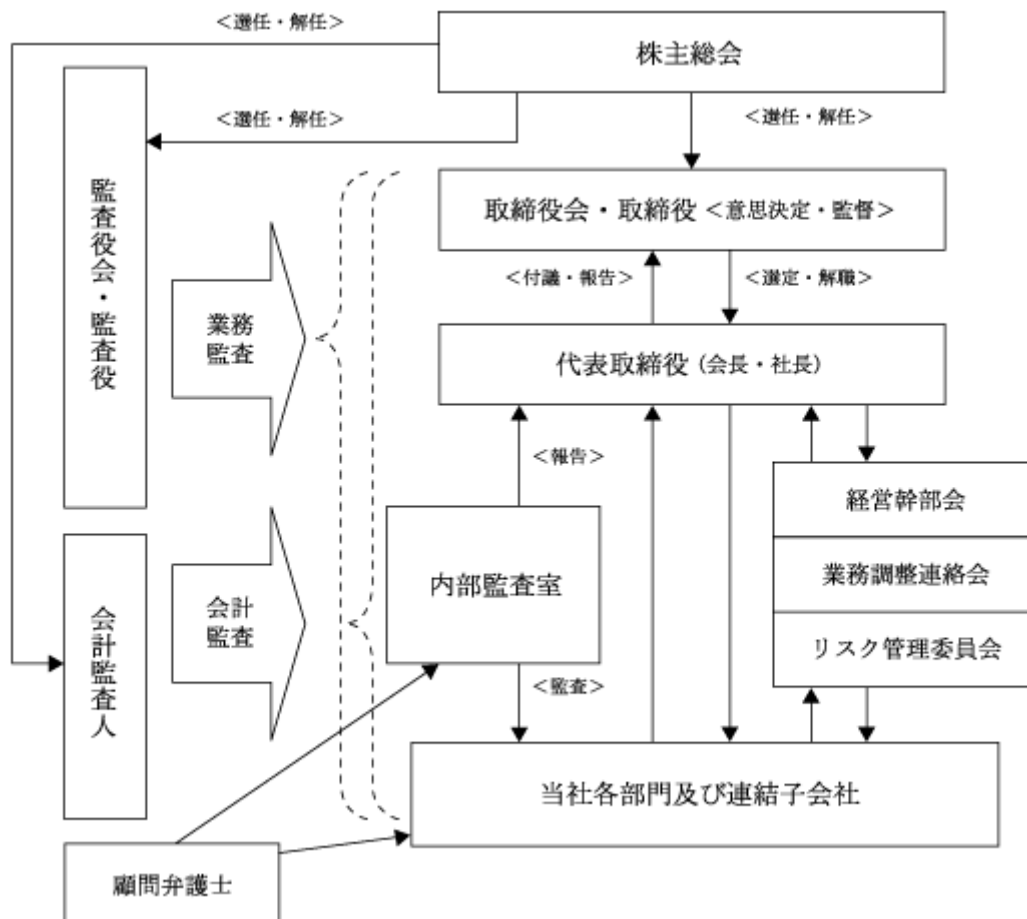 ＜選任・解任＞
株主総会
＜選任・解任＞
＜選任・解任＞
監査役会・監査役
取締役会・取締役 ＜意思決定・監督＞
＜付議・報告＞
＜選定・解職＞
業務
監査
代表取締役 (会長・社長)
＜報告＞
経営幹部会
業務調整連絡会
リスク管理委員会
内部監査室
会計
監査
会計監査人
＜監査＞
当社各部門及び連結子会社
顧問弁護士